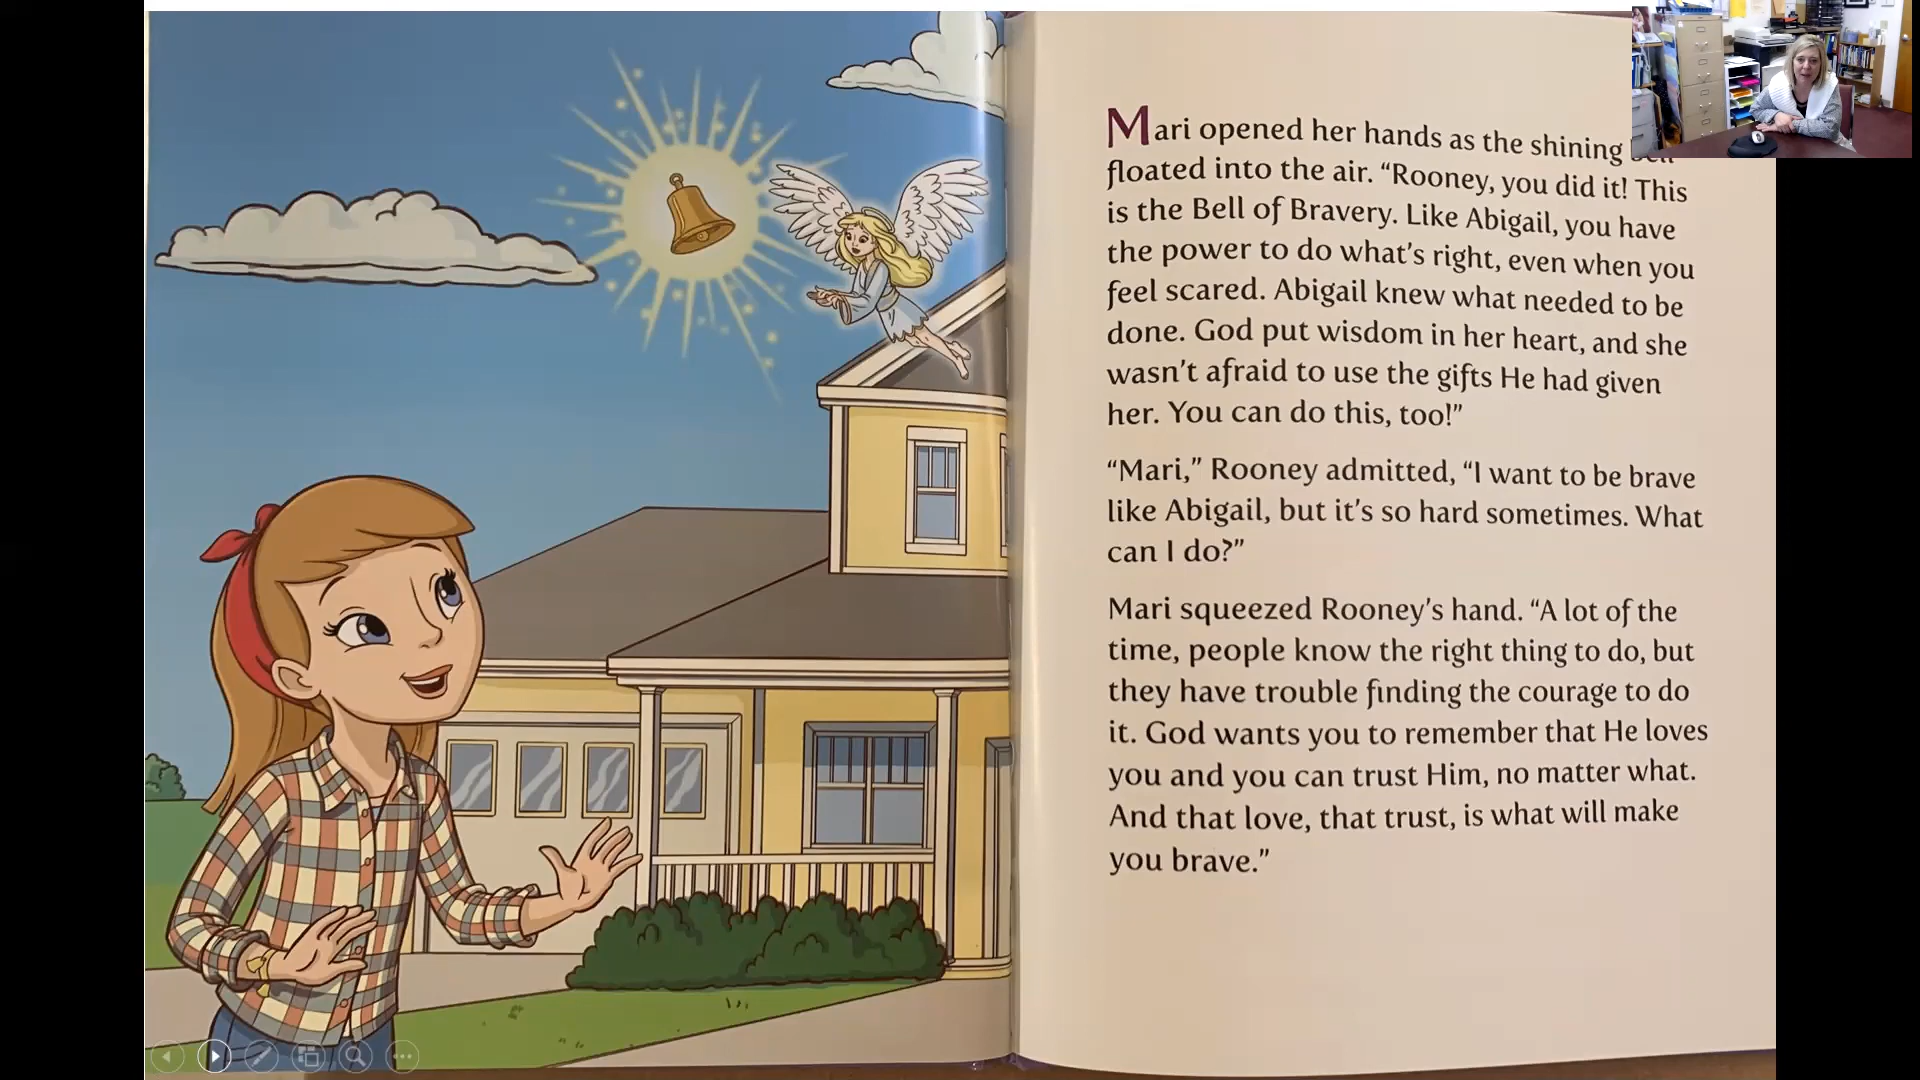 Mari opened her hands as the shining
floated into the air. “Rooney, you did it! This
is the Bell of Bravery. Like Abigail, you have
the power to do what’s right, even when you
feel scared. Abigail knew what needed to be
done. God put wisdom in her heart, and she
wasn’t afraid to use the gifts He had given
her. You can do this, too!”
“Mari,” Rooney admitted, “I want to be brave
like Abigail, but it’s so hard sometimes. What
can I do?”
Mari squeezed Rooney’s hand. “A lot of the
time, people know the right thing to do, but
they have trouble finding the courage to do
it. God wants you to remember that He loves
you and you can trust Him, no matter what.
And that love, that trust, is what will make
you brave.”